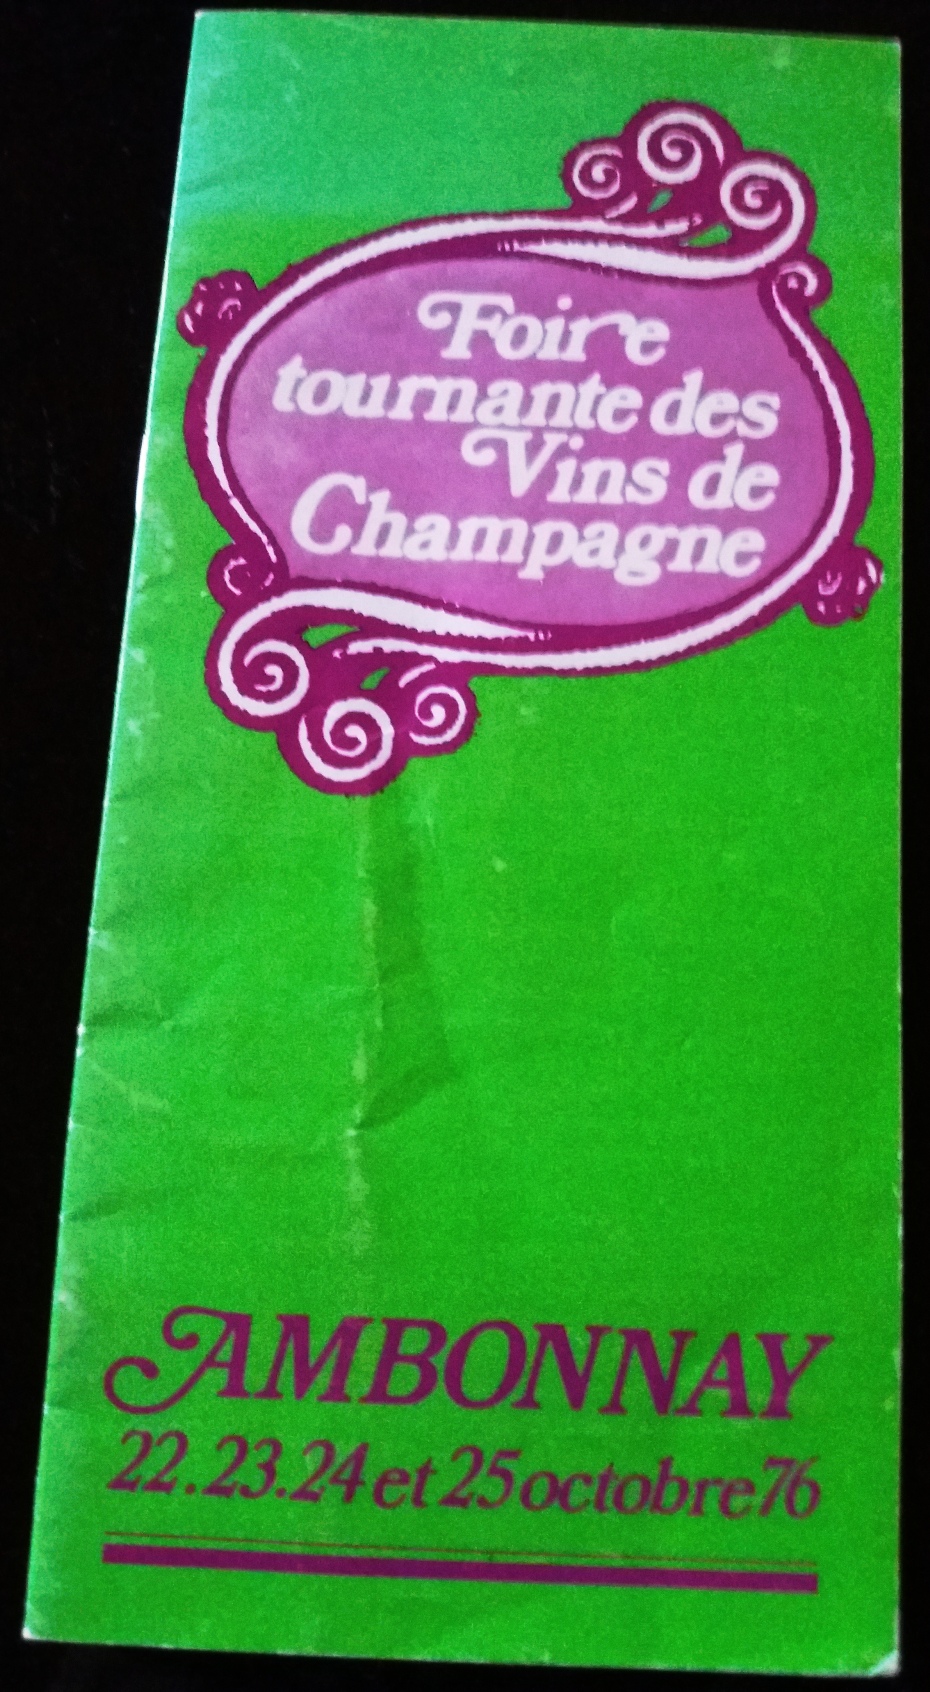 Foire
tournante des
Vins de
Champagne
AMBONNAY
22.23.24 et 25 octobre 76